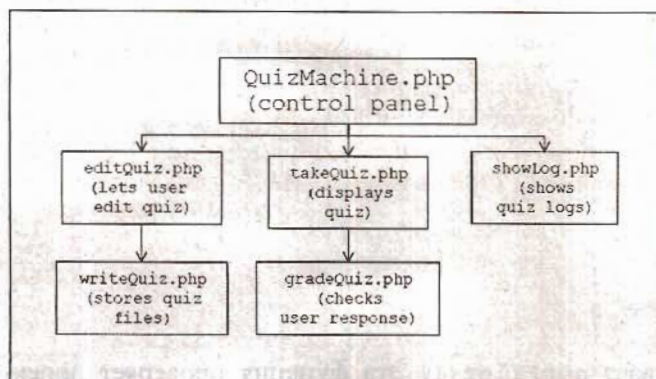 QuizMachine.php
(control panel)
editQuiz.php
(lets user
edit quiz)
takeQuiz.php
(displays
quiz)
showLog.php
(shows
quiz logs)
writeQuiz.php
(stores quiz
files)
gradeQuiz.php
(checks
user response)